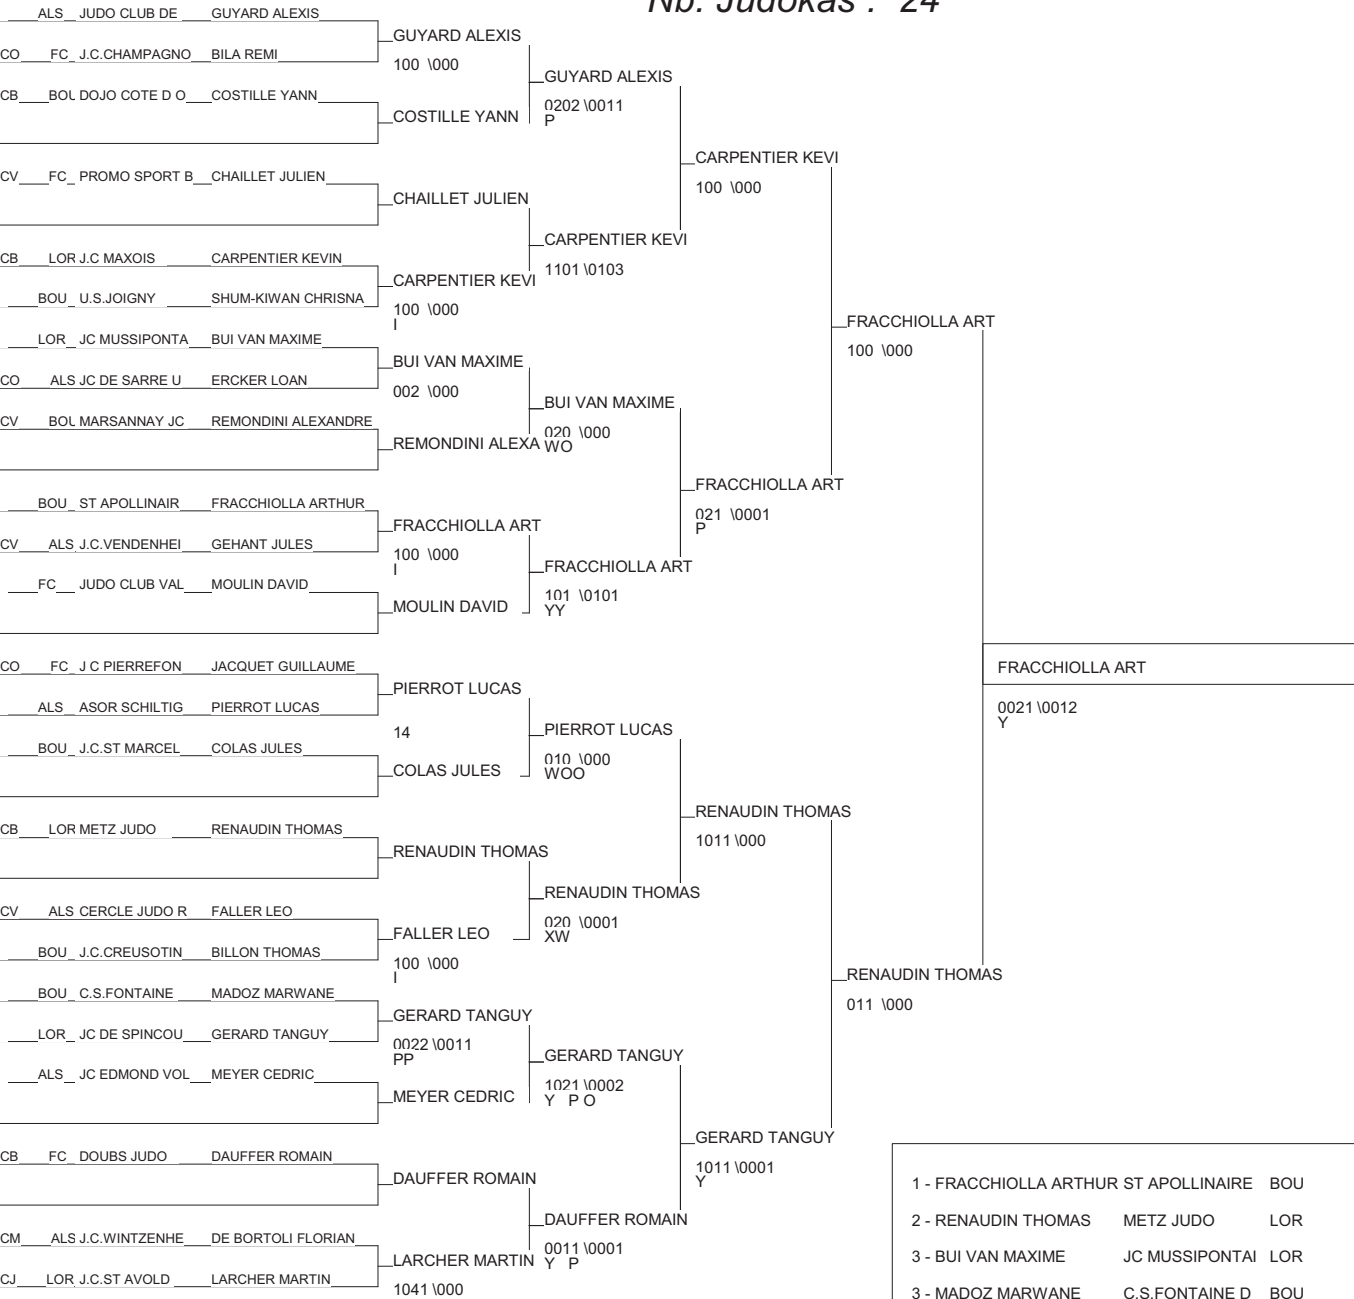 Nb. Judokas : 24
ALS JUDO CLUB DE GUYARD ALEXIS
GUYARD ALEXIS
CO FC J.C.CHAMPAGNO BILA REMI
100 \000
GUYARD ALEXIS
CB BOU DOJO COTE D O COSTILLE YANN
0202 \0011
P
COSTILLE YANN
CARPENTIER KEVI
CV FC PROMO SPORT B CHAILLET JULIEN
100 \000
CHAILLET JULIEN
CARPENTIER KEVI
CB LOR J.C MAXOIS CARPENTIER KEVIN
1101 \0103
CARPENTIER KEVI
BOU U.S.JOIGNY SHUM-KIWAN CHRISNA
100 \000
I
FRACCHIOLLA ART
LOR JC MUSSIPONTA BUI VAN MAXIME
100 \000
BUI VAN MAXIME
CO ALS JC DE SARRE U ERCKER LOAN
002 \000
BUI VAN MAXIME
CV BOU MARSANNAY JC REMONDINI ALEXANDRE
020 \000
WO
REMONDINI ALEXA
FRACCHIOLLA ART
BOU ST APOLLINAIR FRACCHIOLLA ARTHUR
021 \0001
P
FRACCHIOLLA ART
CV ALS J.C.VENDENHEI GEHANT JULES
100 \000
I
FRACCHIOLLA ART
FC JUDO CLUB VAL MOULIN DAVID
101 \0101
YY
MOULIN DAVID
CO FC J C PIERREFON JACQUET GUILLAUME
FRACCHIOLLA ART
PIERROT LUCAS
ALS ASOR SCHILTIG PIERROT LUCAS
0021 \0012
Y
14
PIERROT LUCAS
BOU J.C.ST MARCEL COLAS JULES
010 \000
WOO
COLAS JULES
RENAUDIN THOMAS
CB LOR METZ JUDO RENAUDIN THOMAS
1011 \000
RENAUDIN THOMAS
RENAUDIN THOMAS
CV ALS CERCLE JUDO R FALLER LEO
020 \0001
XW
FALLER LEO
BOU J.C.CREUSOTIN BILLON THOMAS
100 \000
I
RENAUDIN THOMAS
BOU C.S.FONTAINE MADOZ MARWANE
011 \000
GERARD TANGUY
LOR JC DE SPINCOU GERARD TANGUY
0022 \0011
PP
GERARD TANGUY
ALS JC EDMOND VOL MEYER CEDRIC
1021 \0002
Y P O
MEYER CEDRIC
GERARD TANGUY
CB FC DOUBS JUDO DAUFFER ROMAIN
1011 \0001
Y
DAUFFER ROMAIN
DAUFFER ROMAIN
CM ALS J.C.WINTZENHE DE BORTOLI FLORIAN
0011 \0001
Y P
LARCHER MARTIN
CJ LOR J.C.ST AVOLD LARCHER MARTIN
1041 \000
1 - FRACCHIOLLA ARTHUR ST APOLLINAIRE BOU
2 - RENAUDIN THOMAS METZ JUDO LOR
3 - BUI VAN MAXIME JC MUSSIPONTAI LOR
3 - MADOZ MARWANE C.S.FONTAINE D BOU